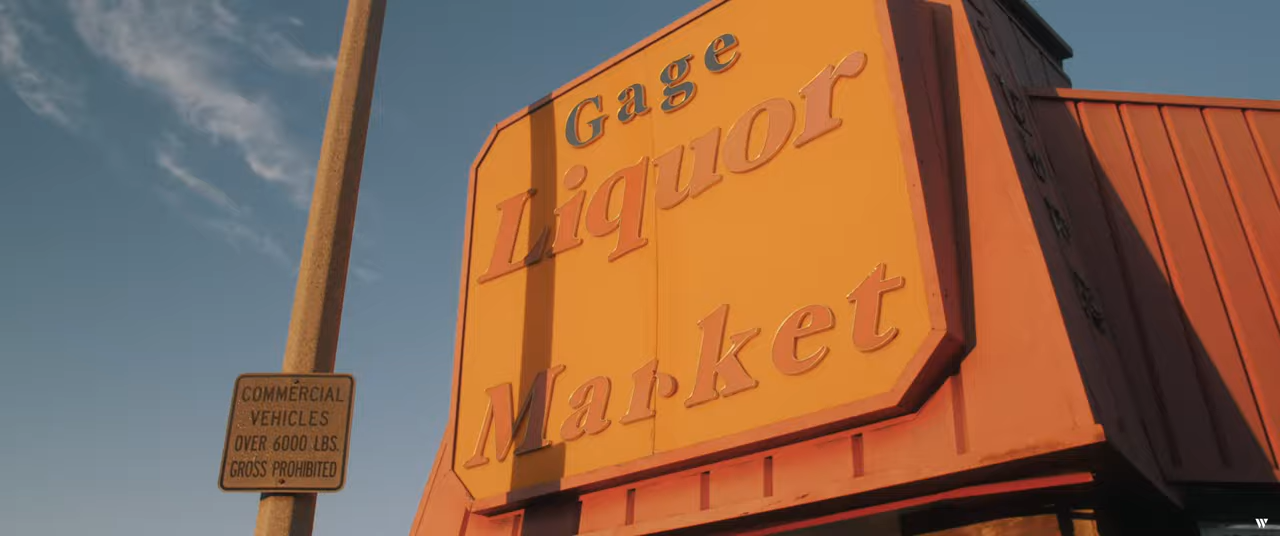 Gage
Liquor
Market
COMMERCIAL
VEHICLES
OVER 6000 LBS.
GROSS PROHIBITED